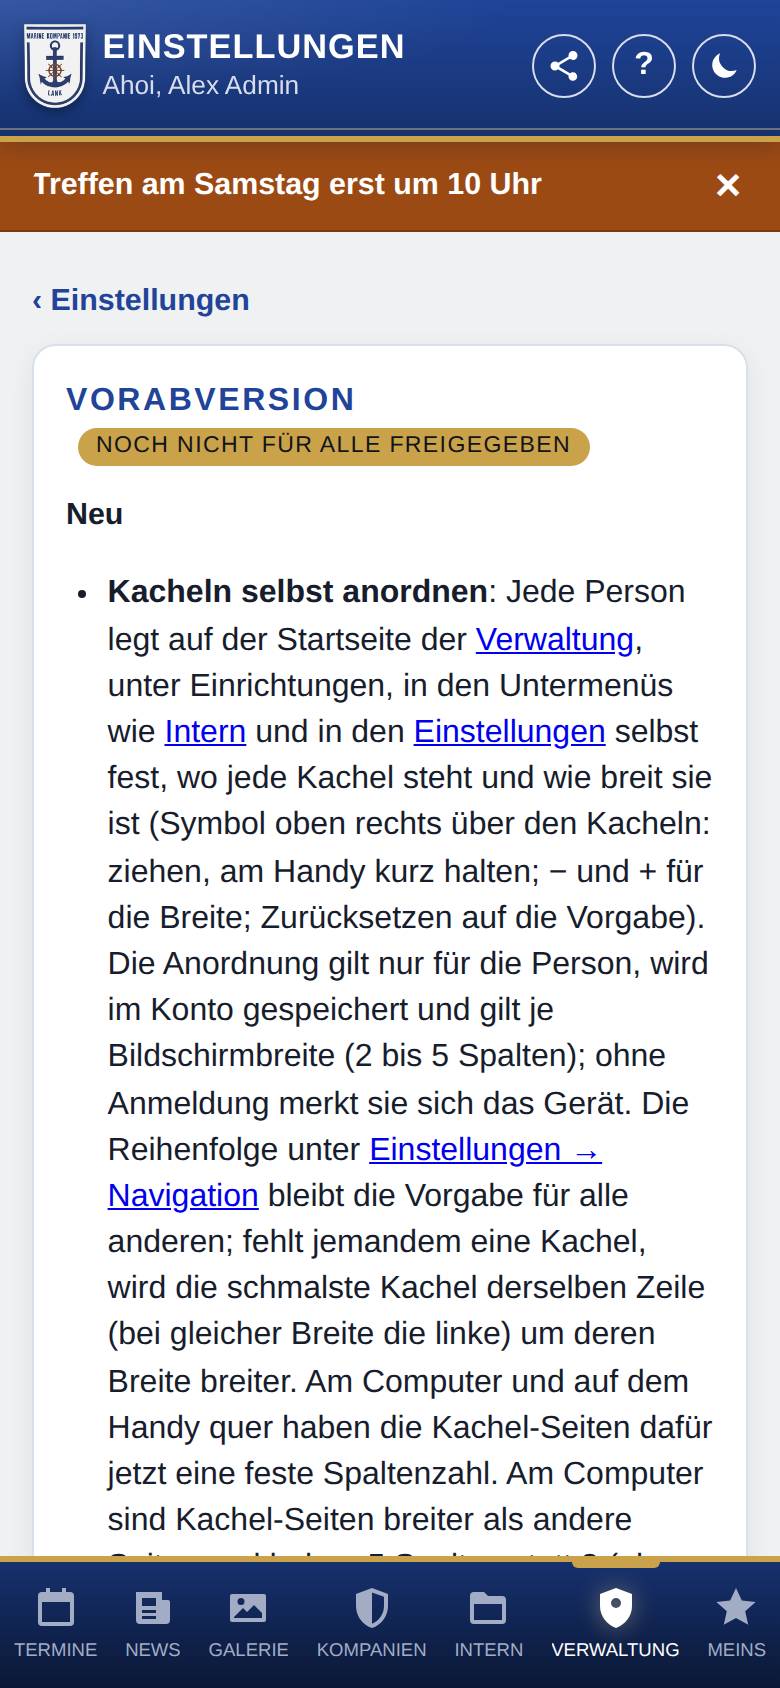 MARINE KOMPANIE 1973
LANK
EINSTELLUNGEN
Ahoi, Alex Admin
?
Treffen am Samstag erst um 10 Uhr
×
‹ Einstellungen
VORABVERSION
NOCH NICHT FÜR ALLE FREIGEGEBEN
Neu
• Kacheln selbst anordnen: Jede Person
legt auf der Startseite der Verwaltung,
unter Einrichtungen, in den Untermenüs
wie Intern und in den Einstellungen selbst
fest, wo jede Kachel steht und wie breit sie
ist (Symbol oben rechts über den Kacheln:
ziehen, am Handy kurz halten; − und + für
die Breite; Zurücksetzen auf die Vorgabe).
Die Anordnung gilt nur für die Person, wird
im Konto gespeichert und gilt je
Bildschirmbreite (2 bis 5 Spalten); ohne
Anmeldung merkt sie sich das Gerät. Die
Reihenfolge unter Einstellungen →
Navigation bleibt die Vorgabe für alle
anderen; fehlt jemandem eine Kachel,
wird die schmalste Kachel derselben Zeile
(bei gleicher Breite die linke) um deren
Breite breiter. Am Computer und auf dem
Handy quer haben die Kachel-Seiten dafür
jetzt eine feste Spaltenzahl. Am Computer
sind Kachel-Seiten breiter als andere
TERMINE
NEWS
GALERIE
KOMPANIEN
INTERN
VERWALTUNG
MEINS